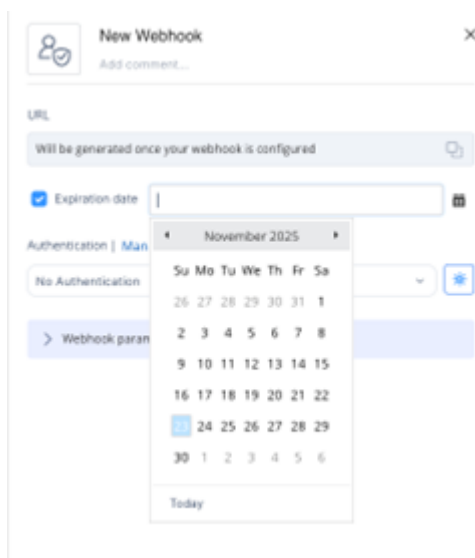 New Webhook
Add comment...
URL
Will be generated once your webhook is configured
Expiration date
November 2025
Authentication | Man
Su Mo Tu We Th Fr Sa
No Authentication
26 27 28 29 30 31 1
2 3 4 5 6 7 8
Webhook param
9 10 11 12 13 14 15
16 17 18 19 20 21 22
23 24 25 26 27 28 29
30 1 2 3 4 5 6
Today